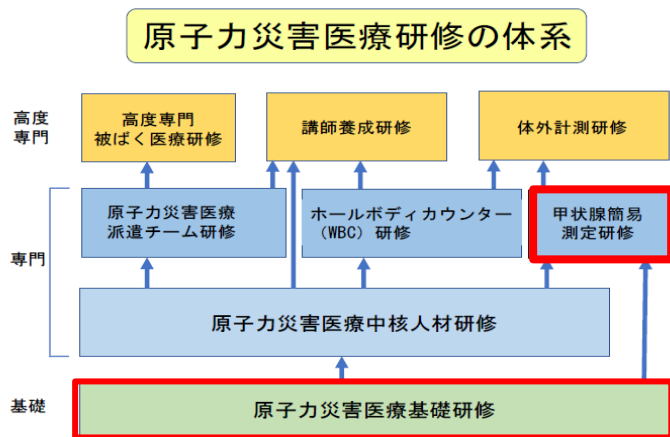 原子力災害医療研修の体系
高度
専門
高度専門
被ばく医療研修
講師養成研修
体外計測研修
専門
原子力災害医療
派遣チーム研修
ホールボディカウンター
（WBC）研修
甲状腺簡易
測定研修
原子力災害医療中核人材研修
基礎
原子力災害医療基礎研修